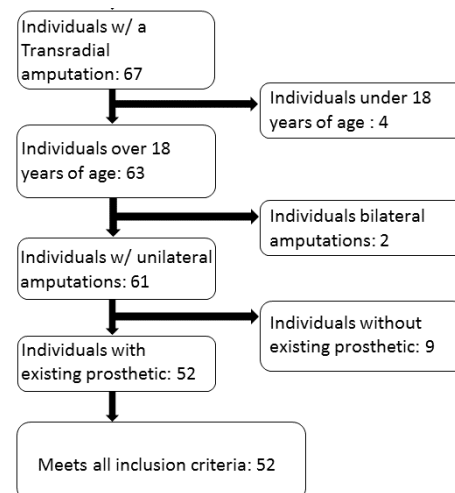 Individuals w/ a
Transradial
amputation: 67
Individuals under 18
years of age : 4
Individuals over 18
years of age: 63
Individuals bilateral
amputations: 2
Individuals w/ unilateral
amputations: 61
Individuals without
existing prosthetic: 9
Individuals with
existing prosthetic: 52
Meets all inclusion criteria: 52